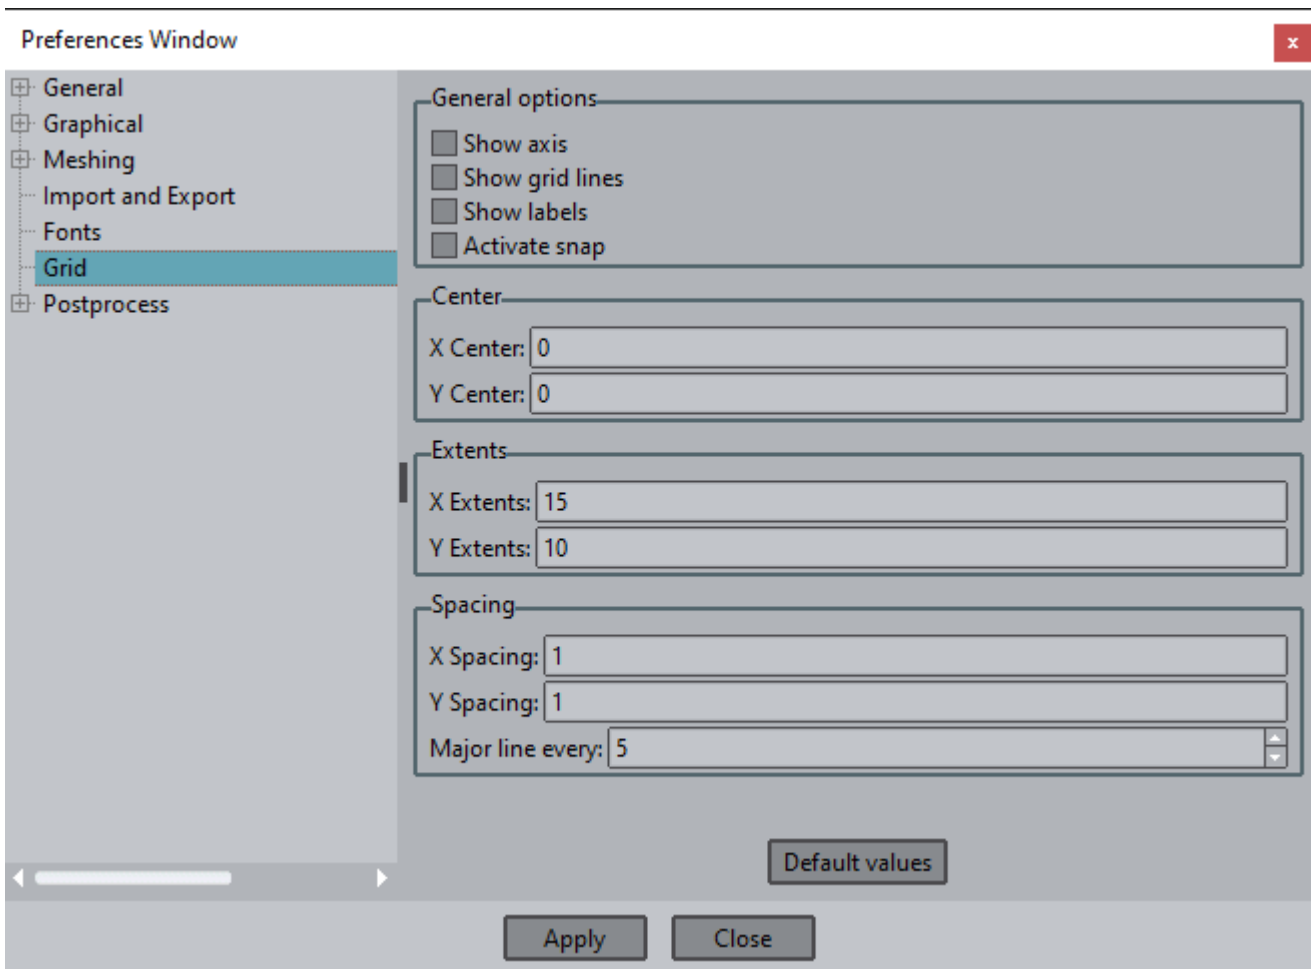 Preferences Window
x
General
Graphical
Meshing
Import and Export
Fonts
Grid
Postprocess
General options
Show axis
Show grid lines
Show labels
Activate snap
Center
X Center: 0
Y Center: 0
Extents
X Extents: 15
Y Extents: 10
Spacing
X Spacing: 1
Y Spacing: 1
Major line every: 5
Default values
Apply
Close